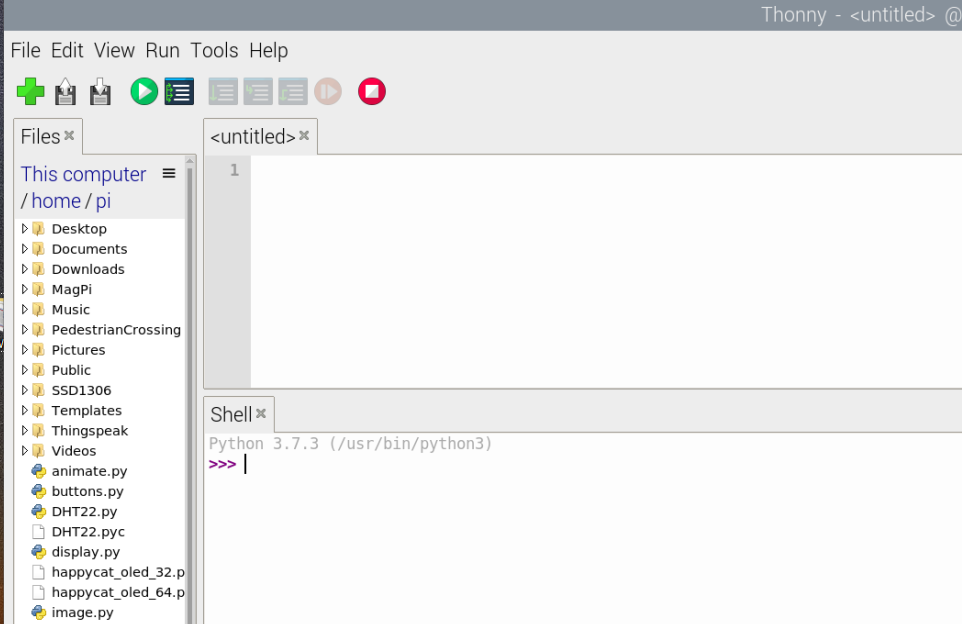 Thonny - <untitled> @
File Edit View Run Tools Help
Files
This computer
/ home / pi
Desktop
Documents
Downloads
MagPi
Music
PedestrianCrossing
Pictures
Public
SSD1306
Templates
Thingspeak
Videos
animate.py
buttons.py
DHT22.py
DHT22.pyc
display.py
happycat_oled_32.p
happycat_oled_64.p
image.py
<untitled>
1
Shell
Python 3.7.3 (/usr/bin/python3)
>>>